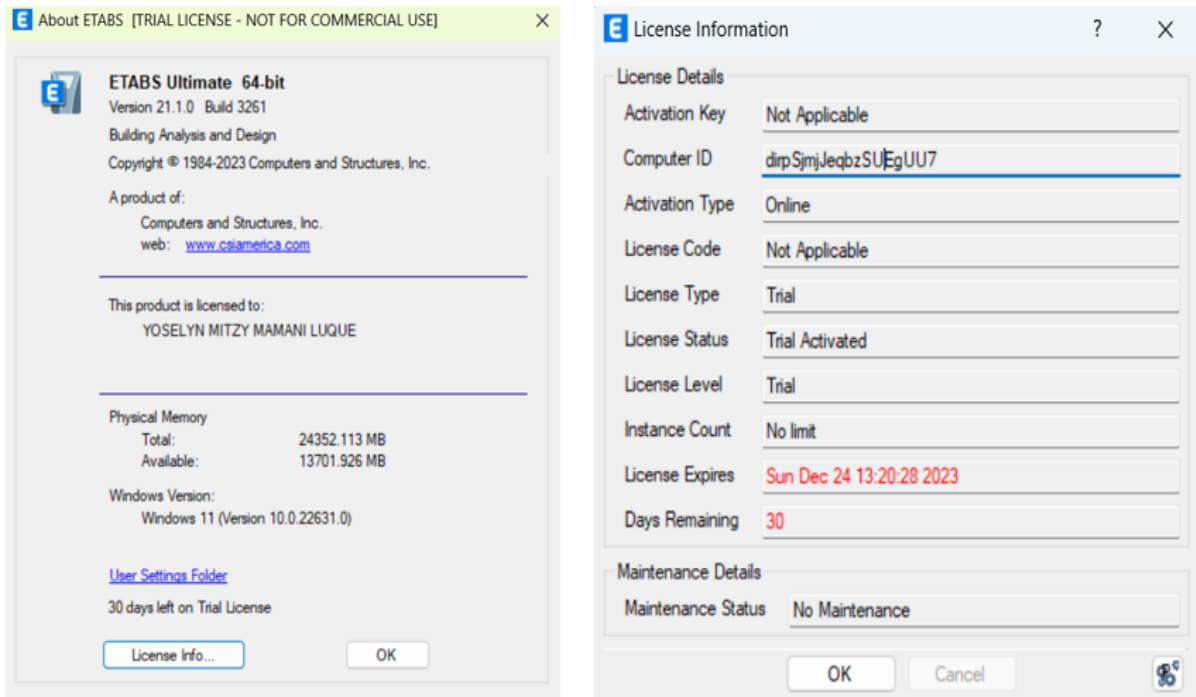 About ETABS [TRIAL LICENSE - NOT FOR COMMERCIAL USE]
ETABS Ultimate 64-bit
Version 21.1.0 Build 3261
Building Analysis and Design
Copyright © 1984-2023 Computers and Structures, Inc.
A product of:
Computers and Structures, Inc.
web: www.csiamerica.com
This product is licensed to:
YOSELYN MITZY MAMANI LUQUE
Physical Memory
Total: 24352.113 MB
Available: 13701.926 MB
Windows Version:
Windows 11 (Version 10.0.22631.0)
User Settings Folder
30 days left on Trial License
License Info...
OK
License Information
License Details
Activation Key Not Applicable
Computer ID dirpSjmjJeqbzSUEgUU7
Activation Type Online
License Code Not Applicable
License Type Trial
License Status Trial Activated
License Level Trial
Instance Count No limit
License Expires Sun Dec 24 13:20:28 2023
Days Remaining 30
Maintenance Details
Maintenance Status No Maintenance
OK Cancel